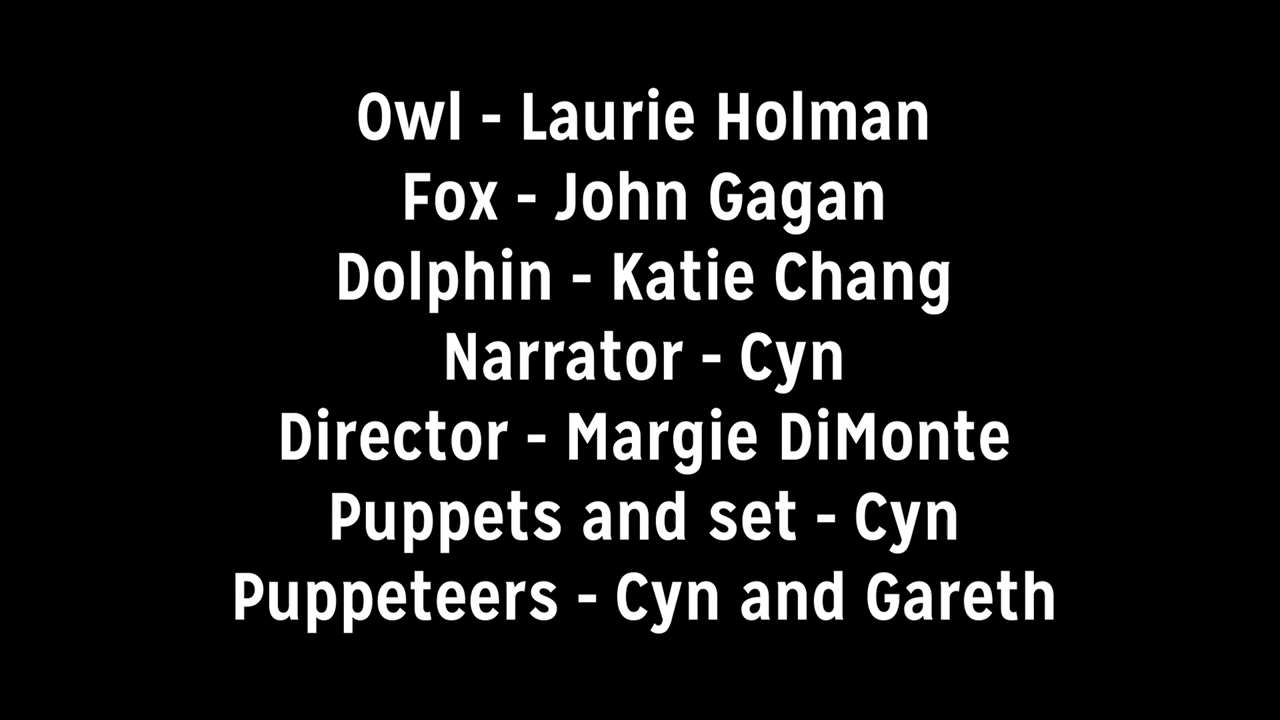 Owl - Laurie Holman
Fox - John Gagan
Dolphin - Katie Chang
Narrator - Cyn
Director - Margie DiMonte
Puppets and set - Cyn
Puppeteers - Cyn and Gareth